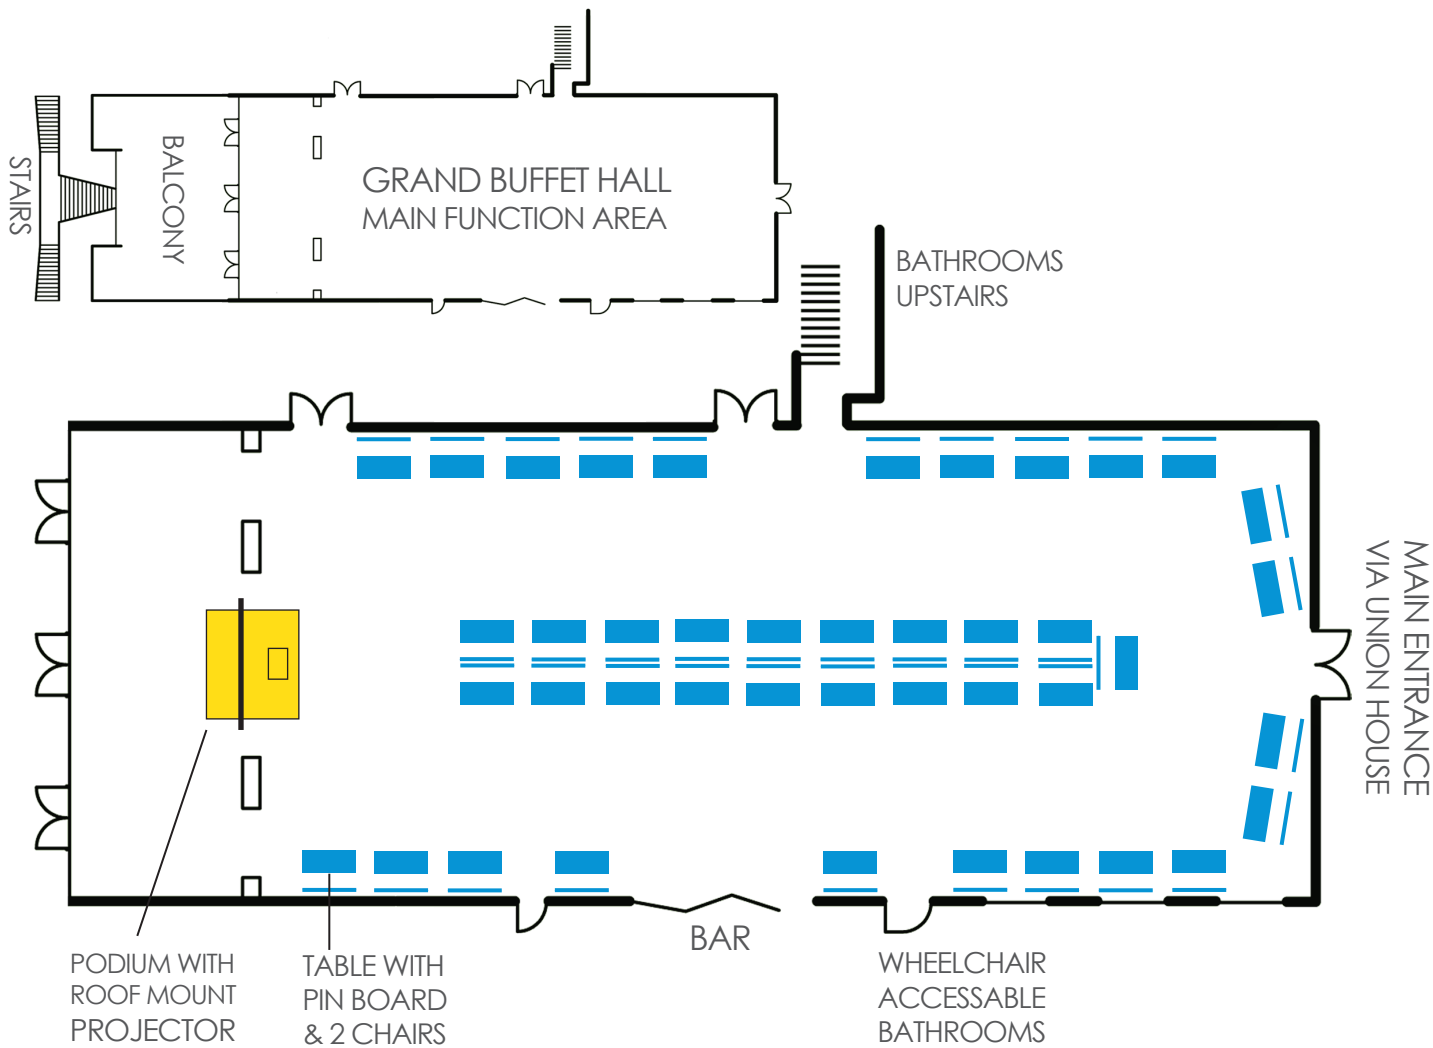 STAIRS
BALCONY
GRAND BUFFET HALL
MAIN FUNCTION AREA
BATHROOMS
UPSTAIRS
MAIN ENTRANCE
VIA UNION HOUSE
BAR
PODIUM WITH
ROOF MOUNT
PROJECTOR
TABLE WITH
PIN BOARD
& 2 CHAIRS
WHEELCHAIR
ACCESSABLE
BATHROOMS